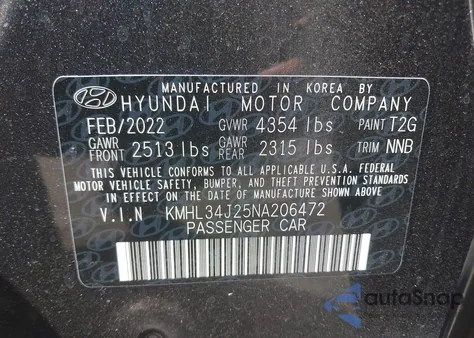 MANUFACTURED IN KOREA BY
HYUNDAI MOTOR COMPANY
FEB/2022 GVWR 4354 lbs PAINT T2G
GAWR FRONT 2513 lbs GAWR REAR 2315 lbs TRIM NNB
THIS VEHICLE CONFORMS TO ALL APPLICABLE U.S.A. FEDERAL
MOTOR VEHICLE SAFETY, BUMPER, AND THEFT PREVENTION STANDARDS
IN EFFECT ON THE DATE OF MANUFACTURE SHOWN ABOVE.
V.I.N KMHL34J25NA206472
PASSENGER CAR
autoSnap